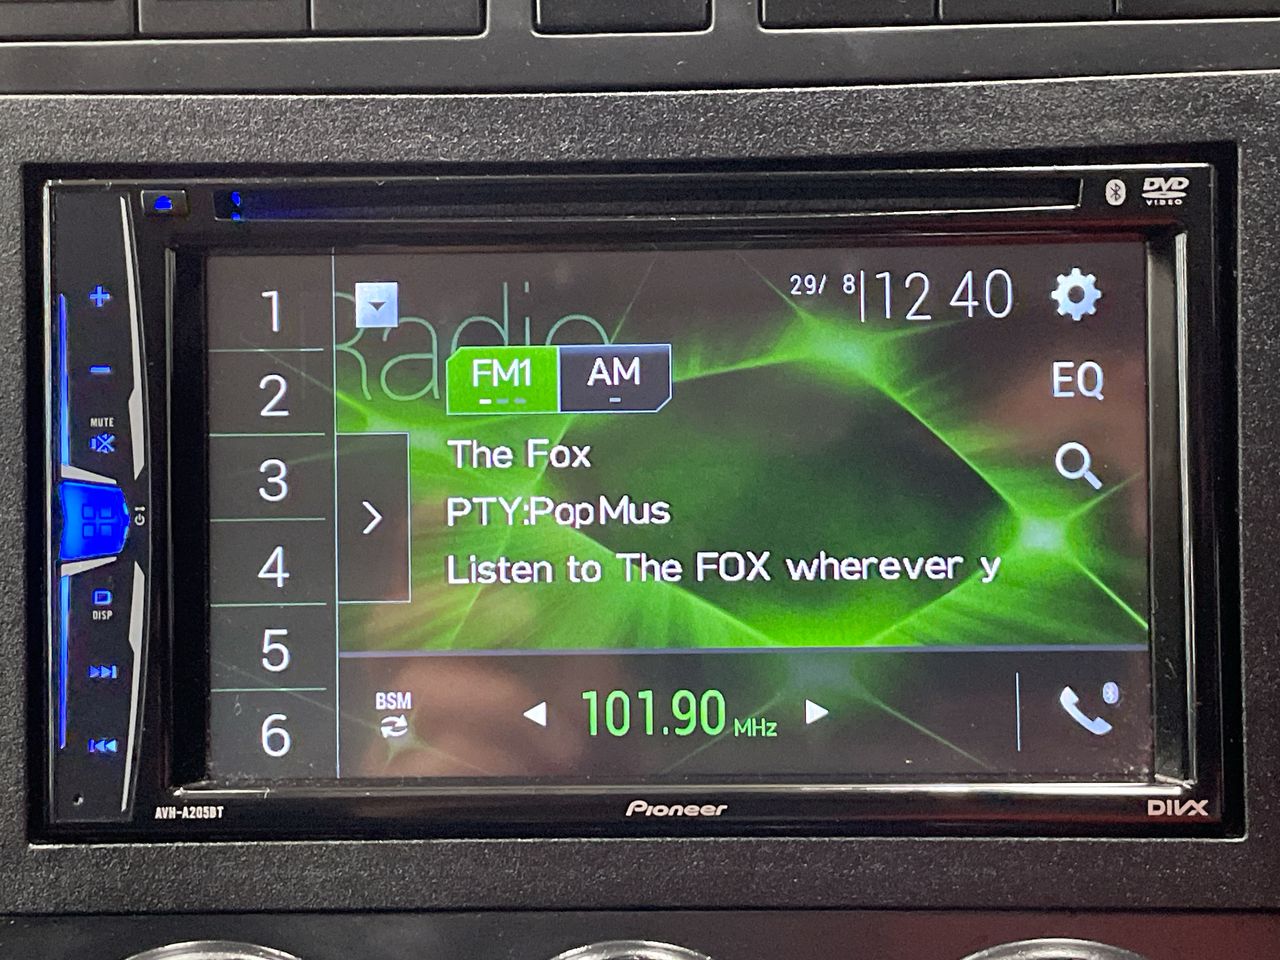 DVD
VIDEO
Radio
29/ 8 12 40
FM1 AM
EQ
The Fox
PTY:PopMus
Listen to The FOX wherever y
1
2
3
4
5
6
MUTE
DISP
BSM
101.90 MHz
AVH-A205BT
Pioneer
DIVX